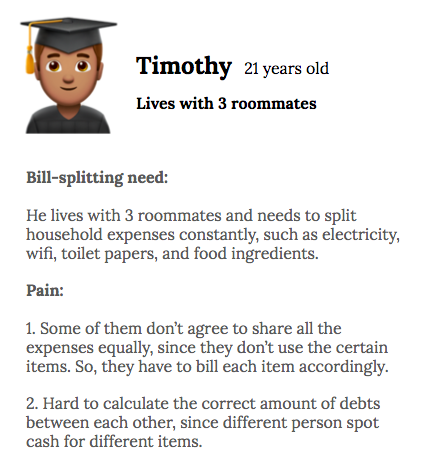 Timothy 21 years old
Lives with 3 roommates
Bill-splitting need:
He lives with 3 roommates and needs to split
household expenses constantly, such as electricity,
wifi, toilet papers, and food ingredients.
Pain:
1. Some of them don’t agree to share all the
expenses equally, since they don’t use the certain
items. So, they have to bill each item accordingly.
2. Hard to calculate the correct amount of debts
between each other, since different person spot
cash for different items.